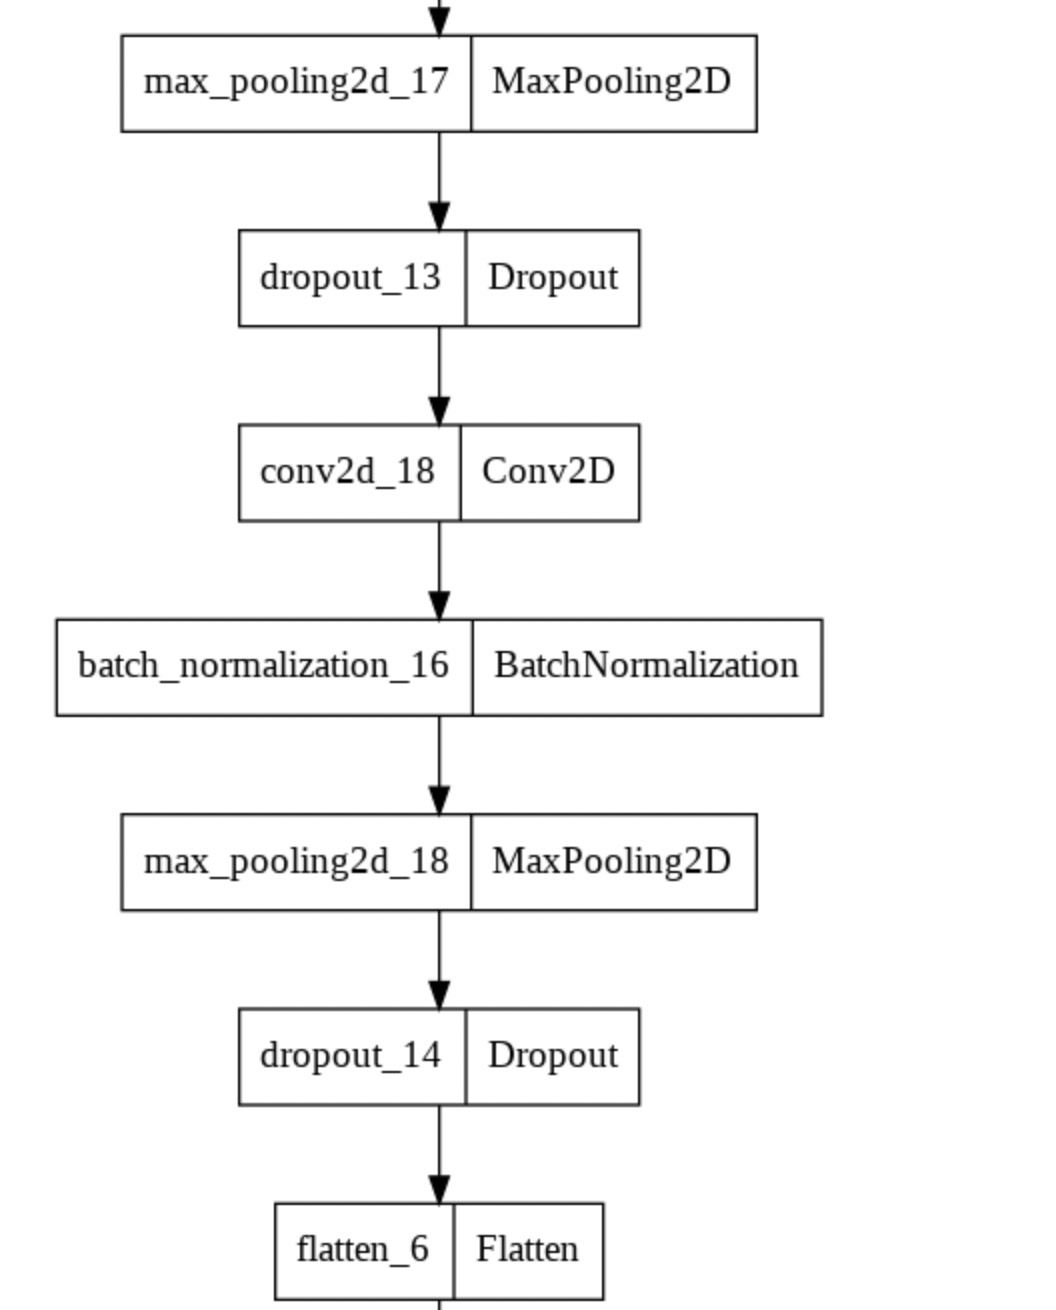 max_pooling2d_17 MaxPooling2D
dropout_13 Dropout
conv2d_18 Conv2D
batch_normalization_16 BatchNormalization
max_pooling2d_18 MaxPooling2D
dropout_14 Dropout
flatten_6 Flatten